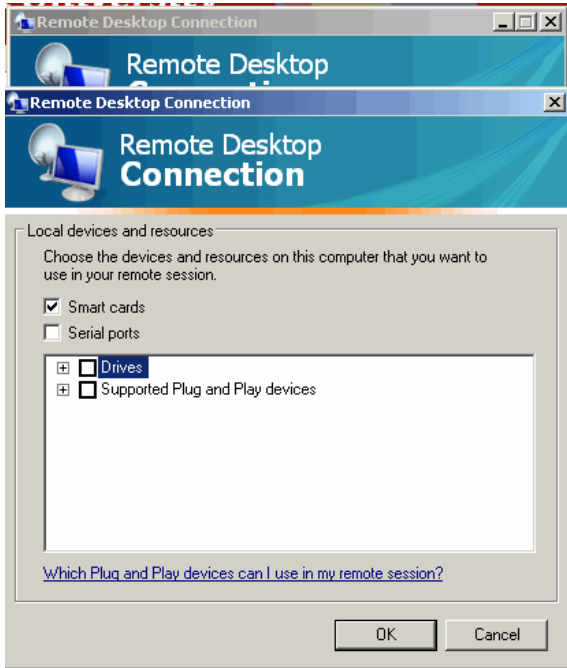 Remote Desktop Connection
Remote Desktop
Remote Desktop Connection
Remote Desktop
Connection
Local devices and resources
Choose the devices and resources on this computer that you want to
use in your remote session.
Smart cards
Serial ports
Drives
Supported Plug and Play devices
Which Plug and Play devices can I use in my remote session?
OK
Cancel